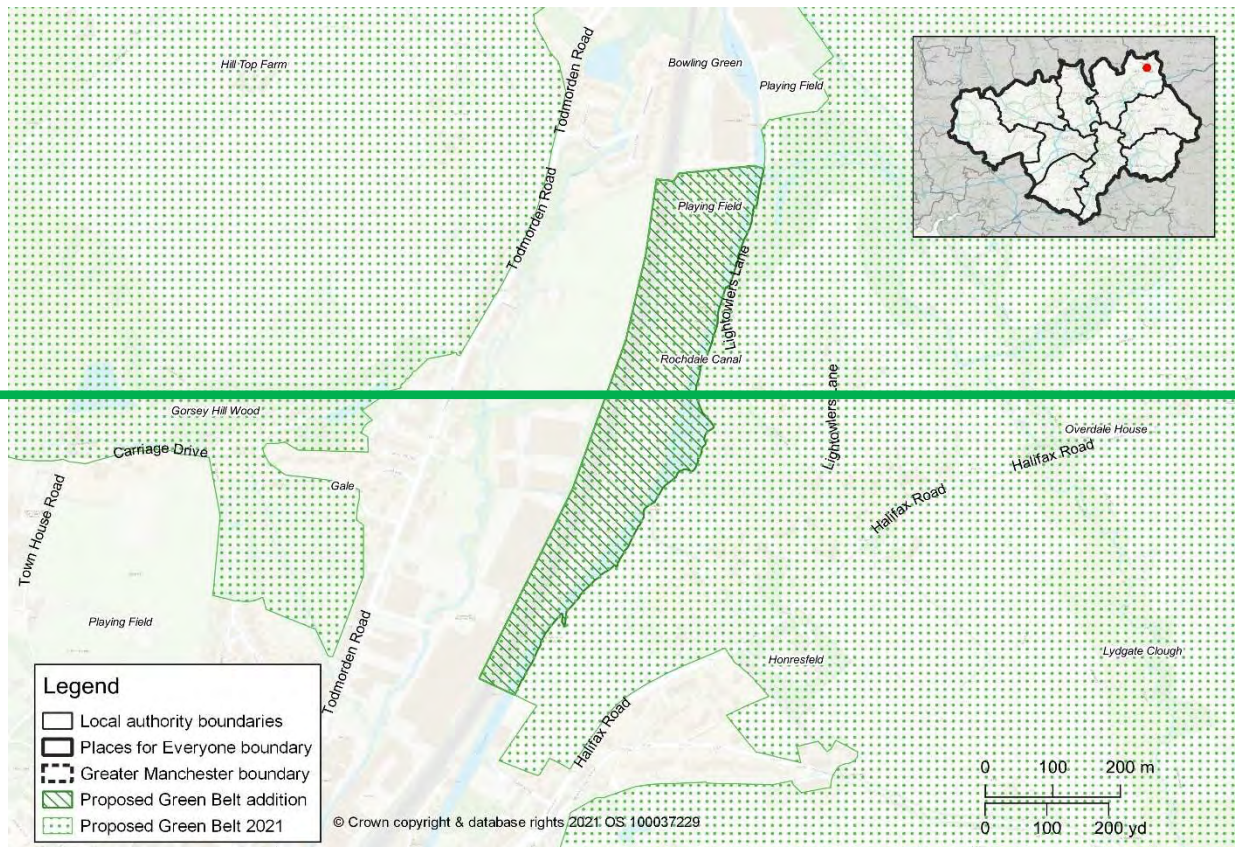 Hill Top Farm
Todmorden Road
Bowling Green
Playing Field
Todmorden Road
Playing Field
Lightowlers Lane
Rochdale Canal
Lightowlers Lane
Gorsey Hill Wood
Overdale House
Carriage Drive
Halifax Road
Gale
Halifax Road
Town House Road
Playing Field
Todmorden Road
Honresfeld
Lydgate Clough
Halifax Road
Legend
Local authority boundaries
Places for Everyone boundary
Greater Manchester boundary
Proposed Green Belt addition
Proposed Green Belt 2021
© Crown copyright & database rights 2021 OS 100037229
0 100 200 m
0 100 200 yd